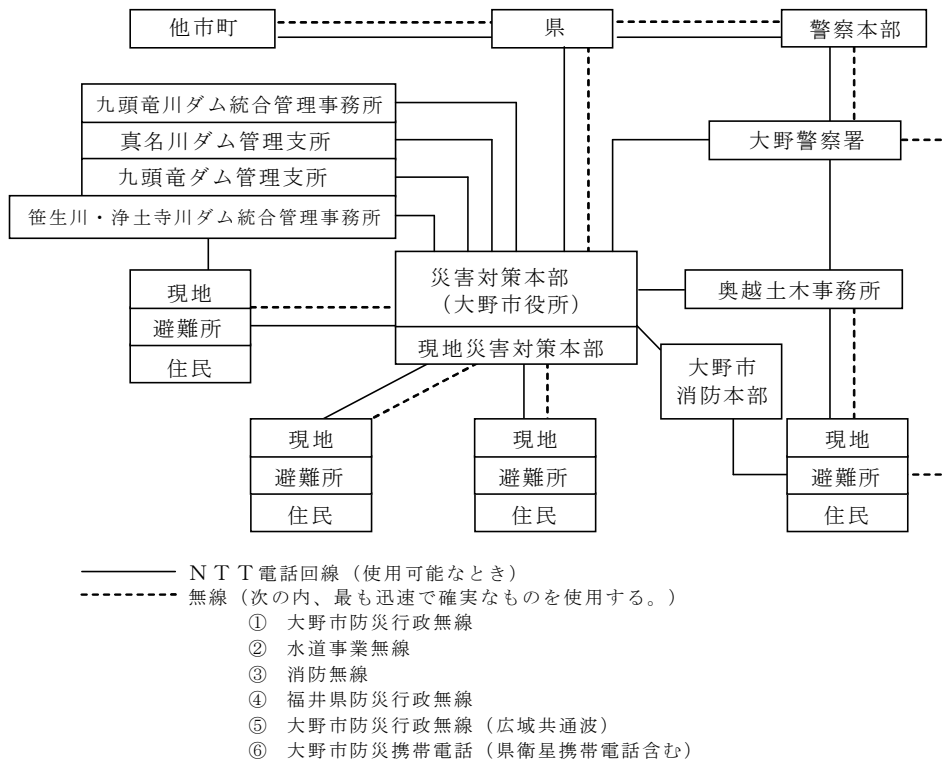 他市町
県
警察本部
九頭竜川ダム統合管理事務所
真名川ダム管理支所
九頭竜ダム管理支所
笹生川・浄土寺川ダム統合管理事務所
大野警察署
災害対策本部
（大野市役所）
現地災害対策本部
奥越土木事務所
現地
避難所
住民
大野市
消防本部
現地
避難所
住民
現地
避難所
住民
現地
避難所
住民
ＮＴＴ電話回線（使用可能なとき）
無線（次の内、最も迅速で確実なものを使用する。）
① 大野市防災行政無線
② 水道事業無線
③ 消防無線
④ 福井県防災行政無線
⑤ 大野市防災行政無線（広域共通波）
⑥ 大野市防災携帯電話（県衛星携帯電話含む）